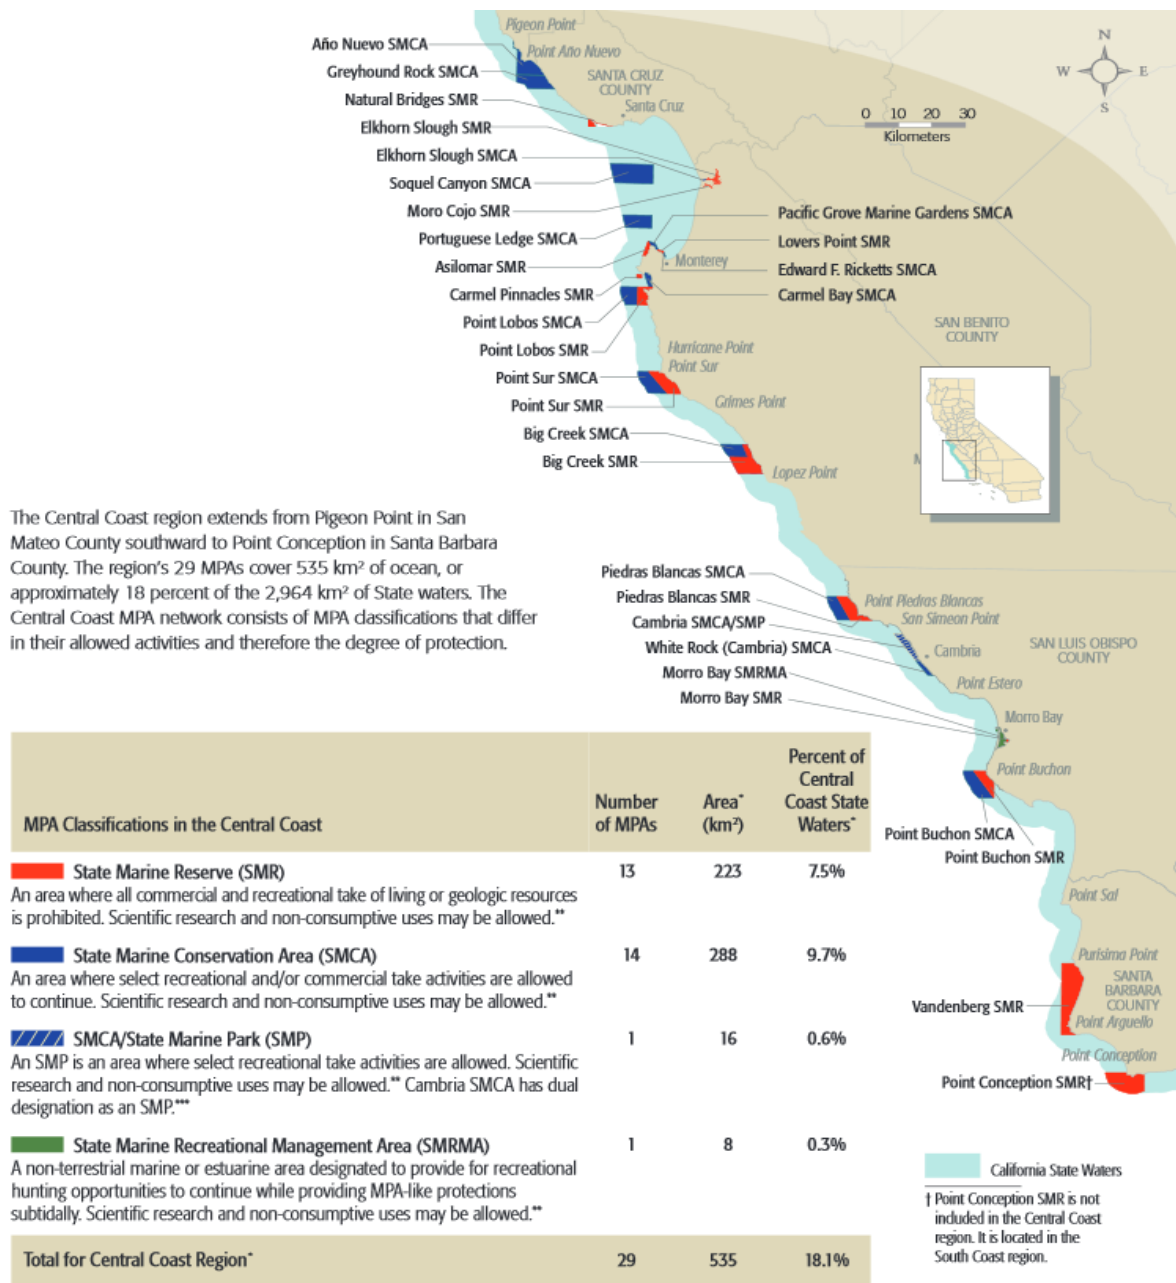 Pigeon Point
Año Nuevo SMCA
Point Año Nuevo
Greyhound Rock SMCA
SANTA CRUZ
COUNTY
Natural Bridges SMR
Santa Cruz
Elkhorn Slough SMR
Elkhorn Slough SMCA
Soquel Canyon SMCA
Moro Cojo SMR
Portuguese Ledge SMCA
Asilomar SMR
Carmel Pinnacles SMR
Point Lobos SMCA
Point Lobos SMR
Point Sur SMCA
Point Sur SMR
Big Creek SMCA
Big Creek SMR
N
W E
S
0 10 20 30
Kilometers
Pacific Grove Marine Gardens SMCA
Lovers Point SMR
Monterey
Edward F. Ricketts SMCA
Carmel Bay SMCA
SAN BENITO
COUNTY
Hurricane Point
Point Sur
Grimes Point
Lopez Point
M
The Central Coast region extends from Pigeon Point in San
Mateo County southward to Point Conception in Santa Barbara
County. The region's 29 MPAs cover 535 km² of ocean, or
approximately 18 percent of the 2,964 km² of State waters. The
Central Coast MPA network consists of MPA classifications that differ
in their allowed activities and therefore the degree of protection.
Piedras Blancas SMCA
Piedras Blancas SMR
Cambria SMCA/SMP
White Rock (Cambria) SMCA
Morro Bay SMRMA
Morro Bay SMR
Point Piedras Blancas
San Simeon Point
SAN LUIS OBISPO
COUNTY
Cambria
Point Estero
Morro Bay
Point Buchon
Point Buchon SMCA
Point Buchon SMR
Point Sal
Purisima Point
SANTA
BARBARA
COUNTY
Vandenberg SMR
Point Arguello
Point Conception
Point Conception SMR†
MPA Classifications in the Central Coast
Number
of MPAs
Area*
(km²)
Percent of
Central
Coast State
Waters*
State Marine Reserve (SMR) 13 223 7.5%
An area where all commercial and recreational take of living or geologic resources
is prohibited. Scientific research and non-consumptive uses may be allowed.**
State Marine Conservation Area (SMCA) 14 288 9.7%
An area where select recreational and/or commercial take activities are allowed
to continue. Scientific research and non-consumptive uses may be allowed.**
SMCA/State Marine Park (SMP) 1 16 0.6%
An SMP is an area where select recreational take activities are allowed. Scientific
research and non-consumptive uses may be allowed.** Cambria SMCA has dual
designation as an SMP.***
State Marine Recreational Management Area (SMRMA) 1 8 0.3%
A non-terrestrial marine or estuarine area designated to provide for recreational
hunting opportunities to continue while providing MPA-like protections
subtidally. Scientific research and non-consumptive uses may be allowed.**
Total for Central Coast Region* 29 535 18.1%
California State Waters
† Point Conception SMR is not
included in the Central Coast
region. It is located in the
South Coast region.